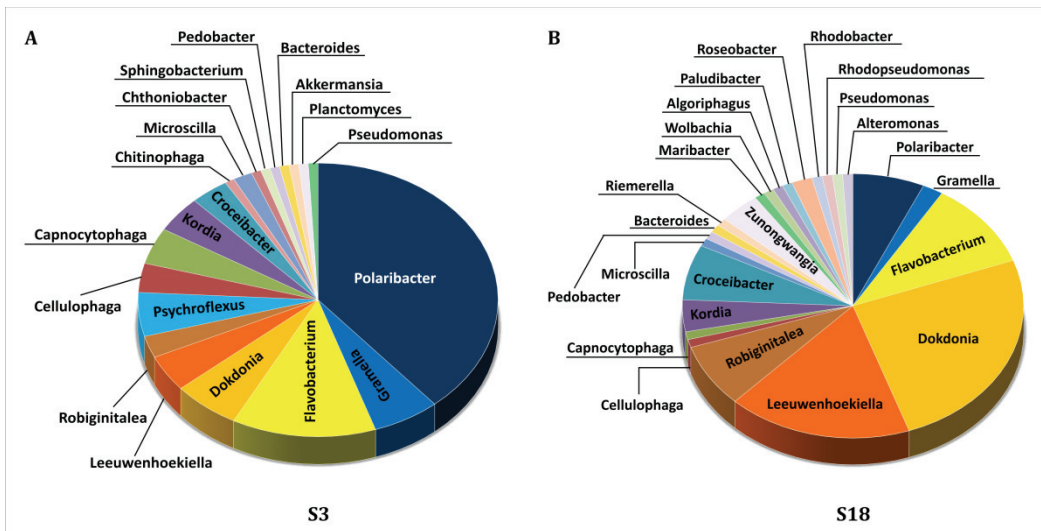 A
Pedobacter
Bacteroides
Sphingobacterium
Akkermansia
Chthoniobacter
Planctomyces
Microscilla
Pseudomonas
Chitinophaga
Croceibacter
Kordia
Capnocytophaga
Polaribacter
Cellulophaga
Psychroflexus
Gramella
Dokdonia
Flavobacterium
Robiginitalea
Leeuwenhoekiella
S3
B
Rhodobacter
Roseobacter
Rhodopseudomonas
Paludibacter
Pseudomonas
Algoriphagus
Alteromonas
Wolbachia
Polaribacter
Maribacter
Gramella
Riemerella
Zunongwangia
Bacteroides
Flavobacterium
Microscilla
Croceibacter
Pedobacter
Kordia
Dokdonia
Capnocytophaga
Robiginitalea
Cellulophaga
Leeuwenhoekiella
S18